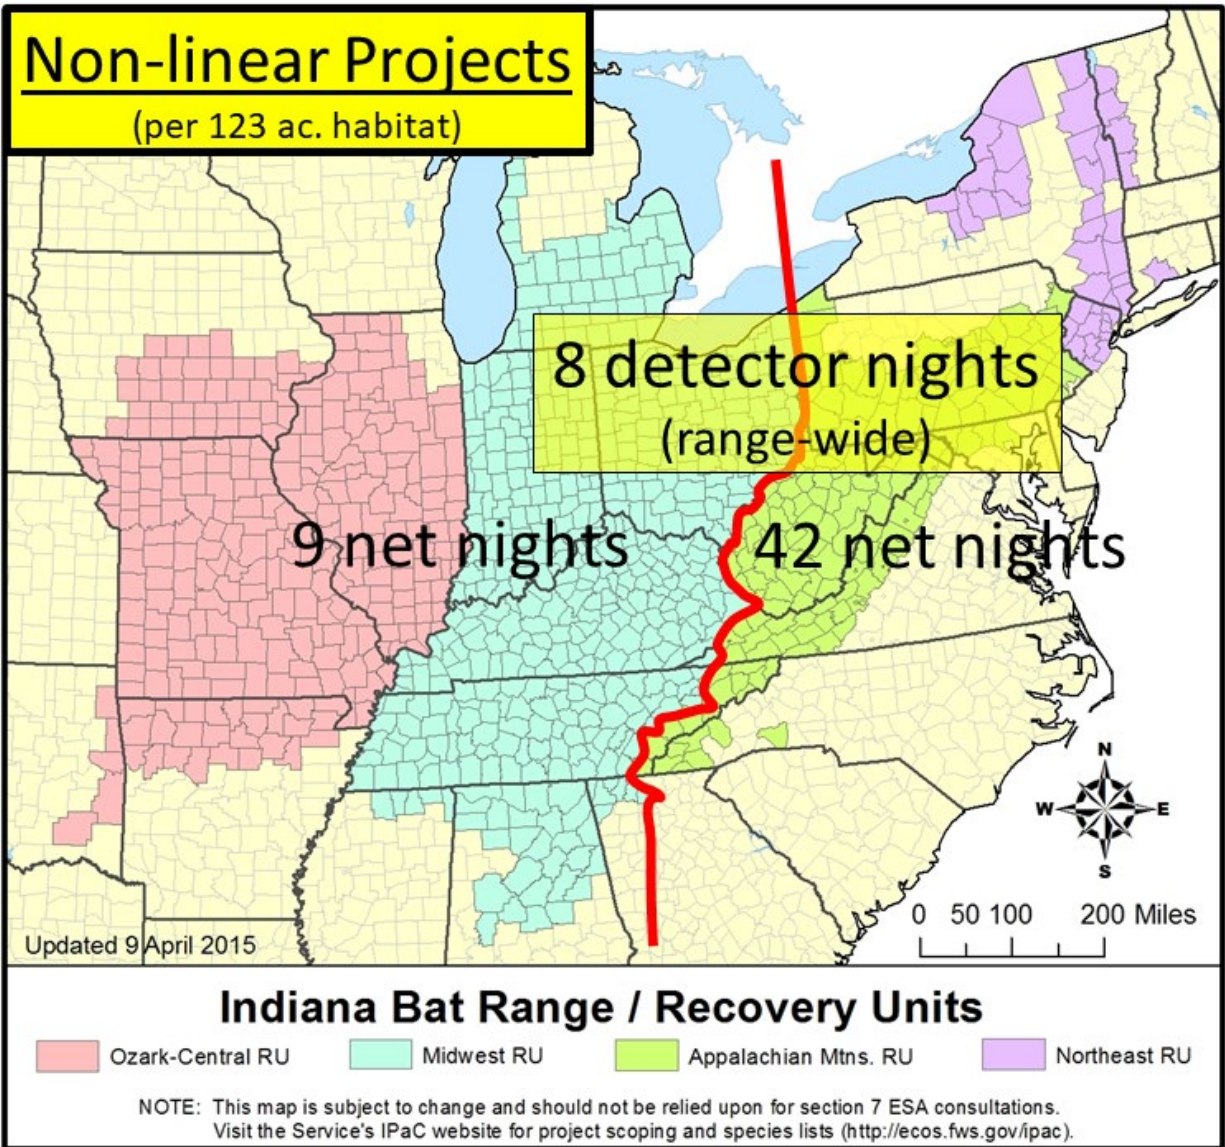 Non-linear Projects
(per 123 ac. habitat)
8 detector nights
(range-wide)
9 net nights
42 net nights
N
W
E
S
0 50 100 200 Miles
Updated 9 April 2015
Indiana Bat Range / Recovery Units
Ozark-Central RU
Midwest RU
Appalachian Mtns. RU
Northeast RU
NOTE: This map is subject to change and should not be relied upon for section 7 ESA consultations.
Visit the Service's IPaC website for project scoping and species lists (http://ecos.fws.gov/ipac).